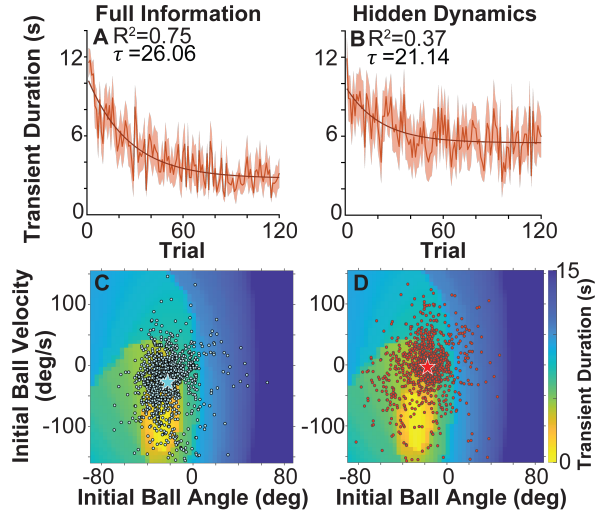 Full Information
Hidden Dynamics
A R²=0.75
τ =26.06
B R²=0.37
τ =21.14
Transient Duration (s)
12
6
0
12
6
0
0
60
120
0
60
120
Trial
Trial
C
D
Initial Ball Velocity
(deg/s)
100
0
-100
100
0
-100
-80
0
80
-80
0
80
Initial Ball Angle (deg)
Initial Ball Angle (deg)
15
0
Transient Duration (s)